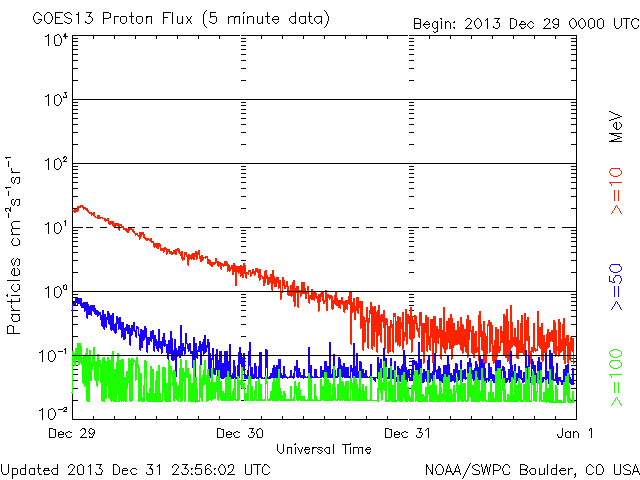 GOES13 Proton Flux (5 minute data)
Begin: 2013 Dec 29 0000 UTC
10⁴
10³
10²
10¹
10⁰
10⁻¹
10⁻²
Particles cm⁻²s⁻¹sr⁻¹
MeV
>=10
>=50
>=100
Dec 29
Dec 30
Dec 31
Jan 1
Universal Time
Updated 2013 Dec 31 23:56:02 UTC
NOAA/SWPC Boulder, CO USA